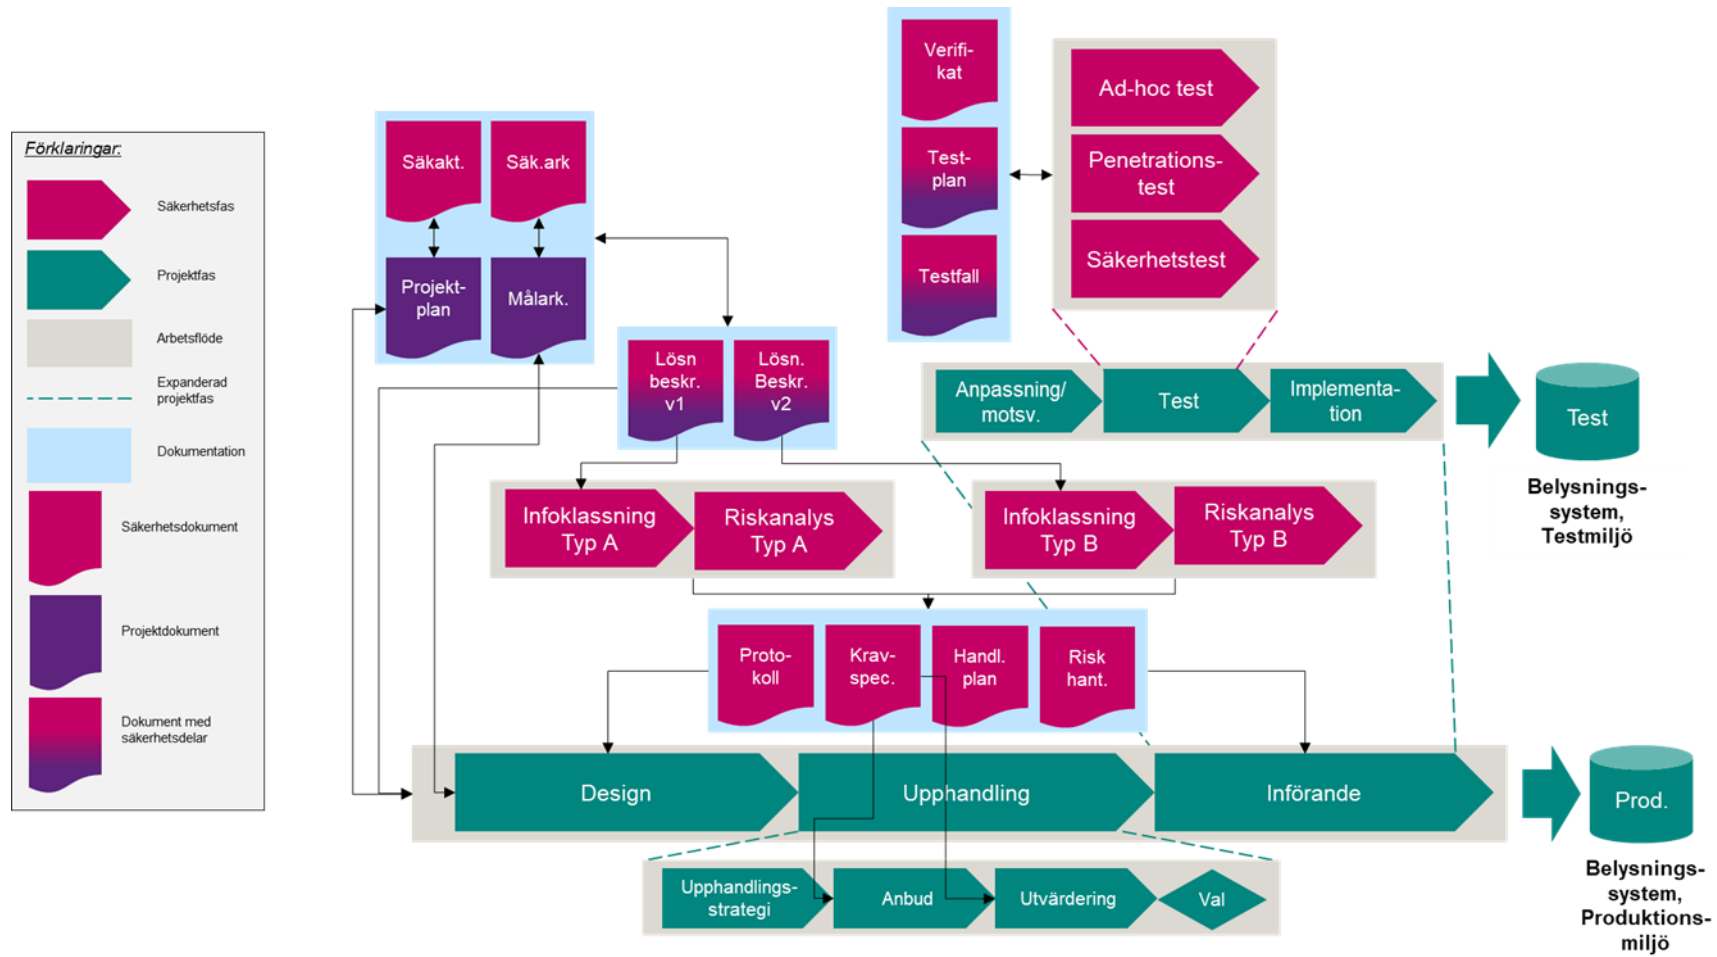 Förklaringar:
Säkerhetsfas
Projektfas
Arbetsflöde
Expanderad
projektfas
Dokumentation
Säkerhetsdokument
Projektdokument
Dokument med
säkerhetsdelar
Säkakt.
Säk.ark
Projekt-
plan
Målark.
Verifi-
kat
Test-
plan
Testfall
Ad-hoc test
Penetrations-
test
Säkerhetstest
Lösn
beskr.
v1
Lösn.
Beskr.
v2
Anpassning/
motsv.
Test
Implementa-
tion
Test
Belysnings-
system,
Testmiljö
Infoklassning
Typ A
Riskanalys
Typ A
Infoklassning
Typ B
Riskanalys
Typ B
Proto-
koll
Krav-
spec.
Handl.
plan
Risk
hant.
Design
Upphandling
Införande
Prod.
Belysnings-
system,
Produktions-
miljö
Upphandlings-
strategi
Anbud
Utvärdering
Val